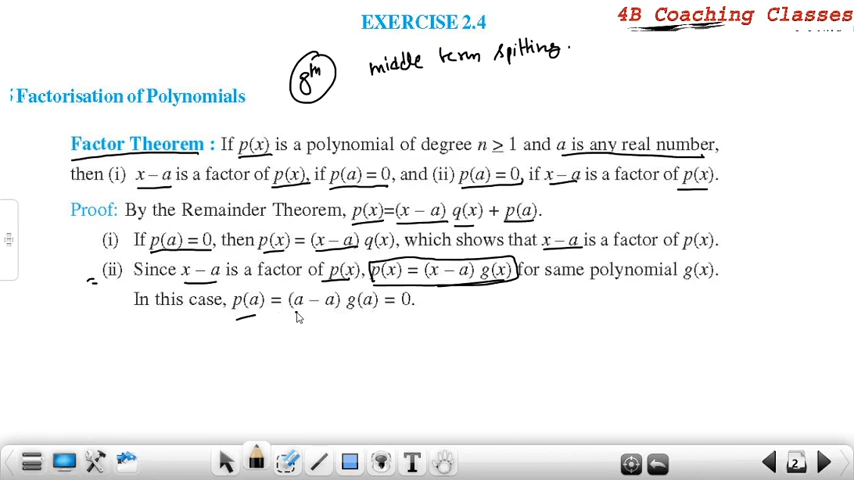 EXERCISE 2.4
4B Coaching Classes
8th
middle term spitting.
Factorisation of Polynomials
Factor Theorem : If p(x) is a polynomial of degree n ≥ 1 and a is any real number,
then (i) x – a is a factor of p(x), if p(a) = 0, and (ii) p(a) = 0, if x – a is a factor of p(x).
Proof: By the Remainder Theorem, p(x)=(x – a) q(x) + p(a).
(i) If p(a) = 0, then p(x) = (x – a) q(x), which shows that x – a is a factor of p(x).
(ii) Since x – a is a factor of p(x), p(x) = (x – a) g(x) for same polynomial g(x).
In this case, p(a) = (a – a) g(a) = 0.
2